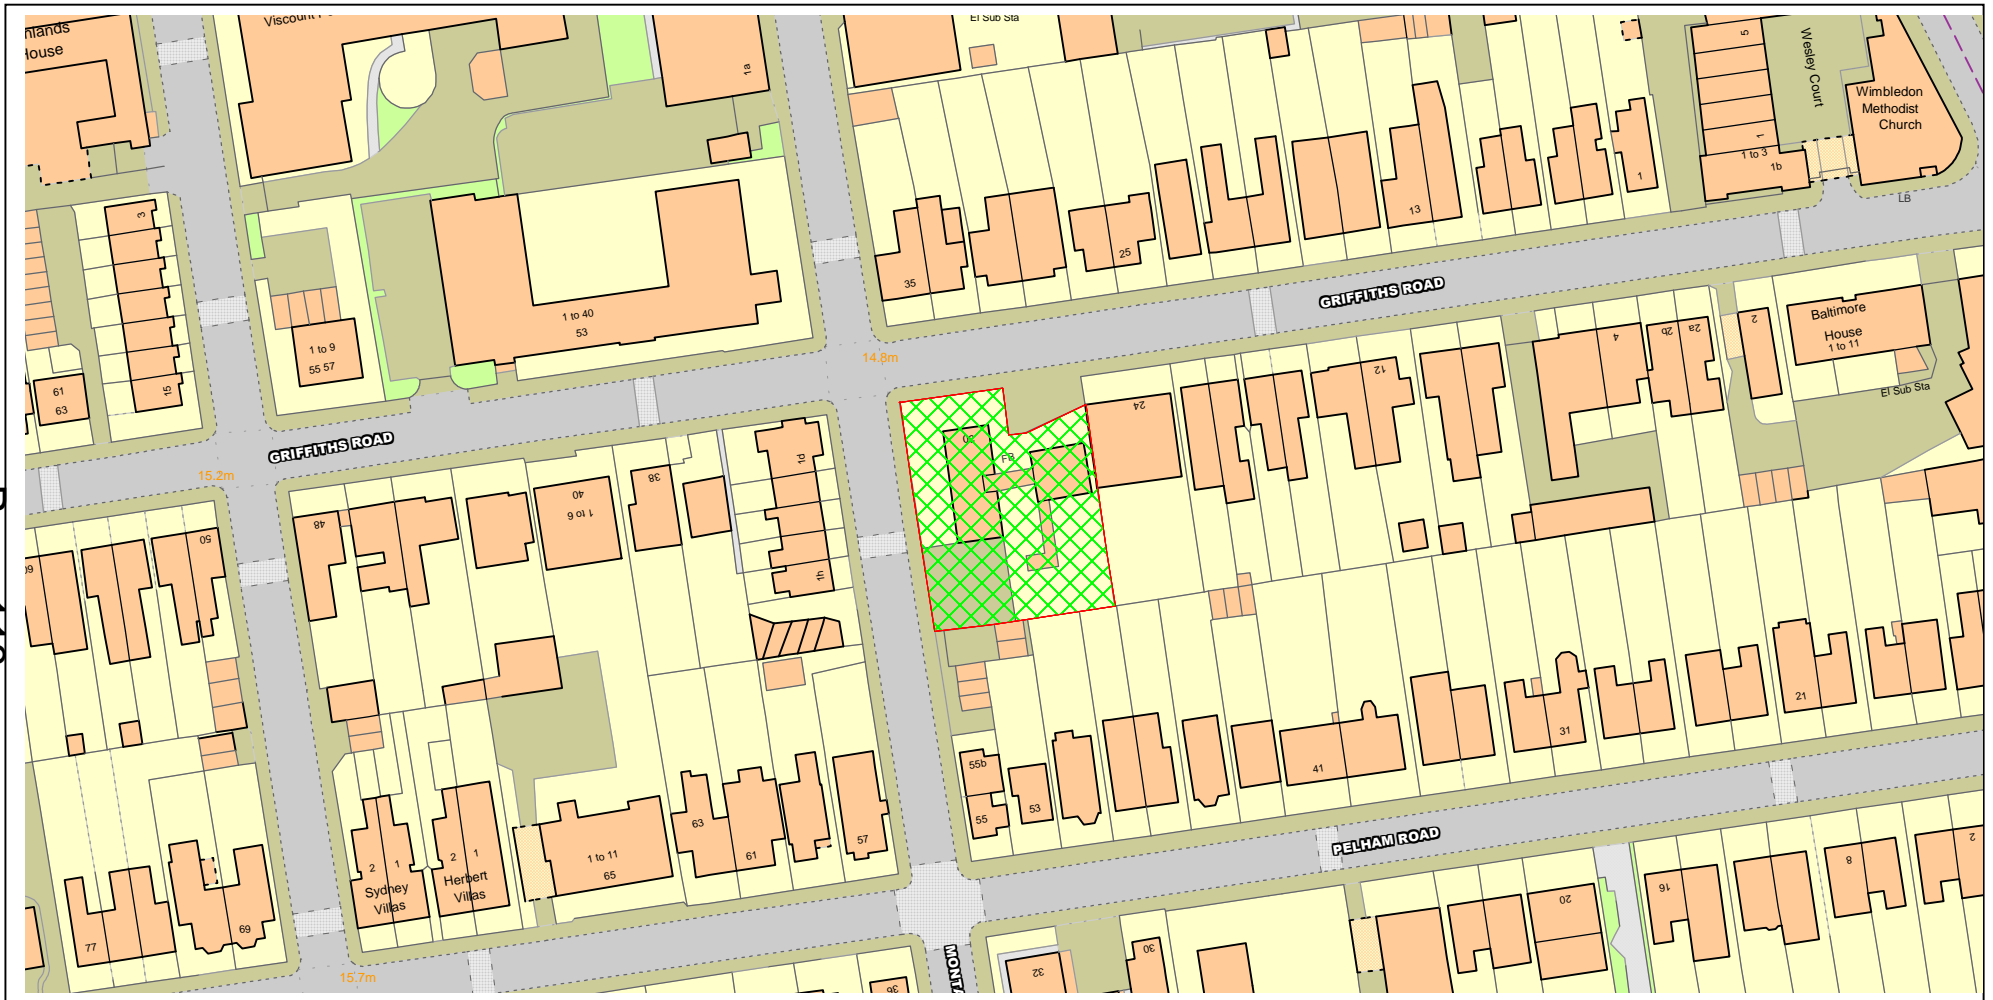 House
El Sub Sta
1a
5
Wesley Court
1
1 to 3
1b
Wimbledon
Methodist
Church
LB
3
15
61
63
1 to 9
55 57
1 to 40
53
35
25
13
1
GRIFFITHS ROAD
14.8m
GRIFFITHS ROAD
15.2m
24
12
4
2b
2a
2
Baltimore
House
1 to 11
El Sub Sta
FB
48
40
1 to 6
38
1d
1h
50
55b
55
53
41
31
21
PELHAM ROAD
2
1
Sydney
Villas
2
1
Herbert
Villas
1 to 11
65
63
61
57
77
69
15.7m
32
30
20
16
8
2
36